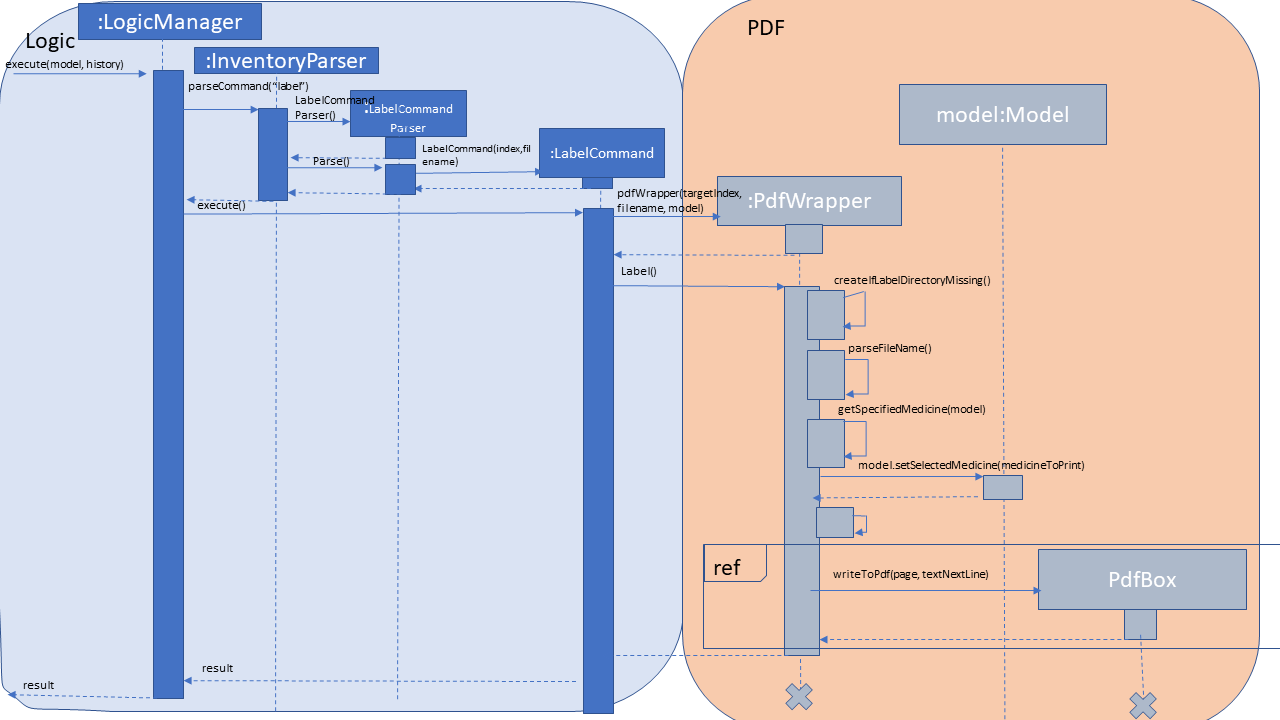 :LogicManager
PDF
Logic
:InventoryParser
execute(model, history)
parseCommand(“label”)
LabelCommand
Parser()
:LabelCommand
Parser
model:Model
LabelCommand(index,fil
ename)
:LabelCommand
Parse()
pdfWrapper(targetIndex,
filename, model)
:PdfWrapper
execute()
Label()
createIfLabelDirectoryMissing()
parseFileName()
getSpecifiedMedicine(model)
model.setSelectedMedicine(medicineToPrint)
ref
writeToPdf(page, textNextLine)
PdfBox
result
result